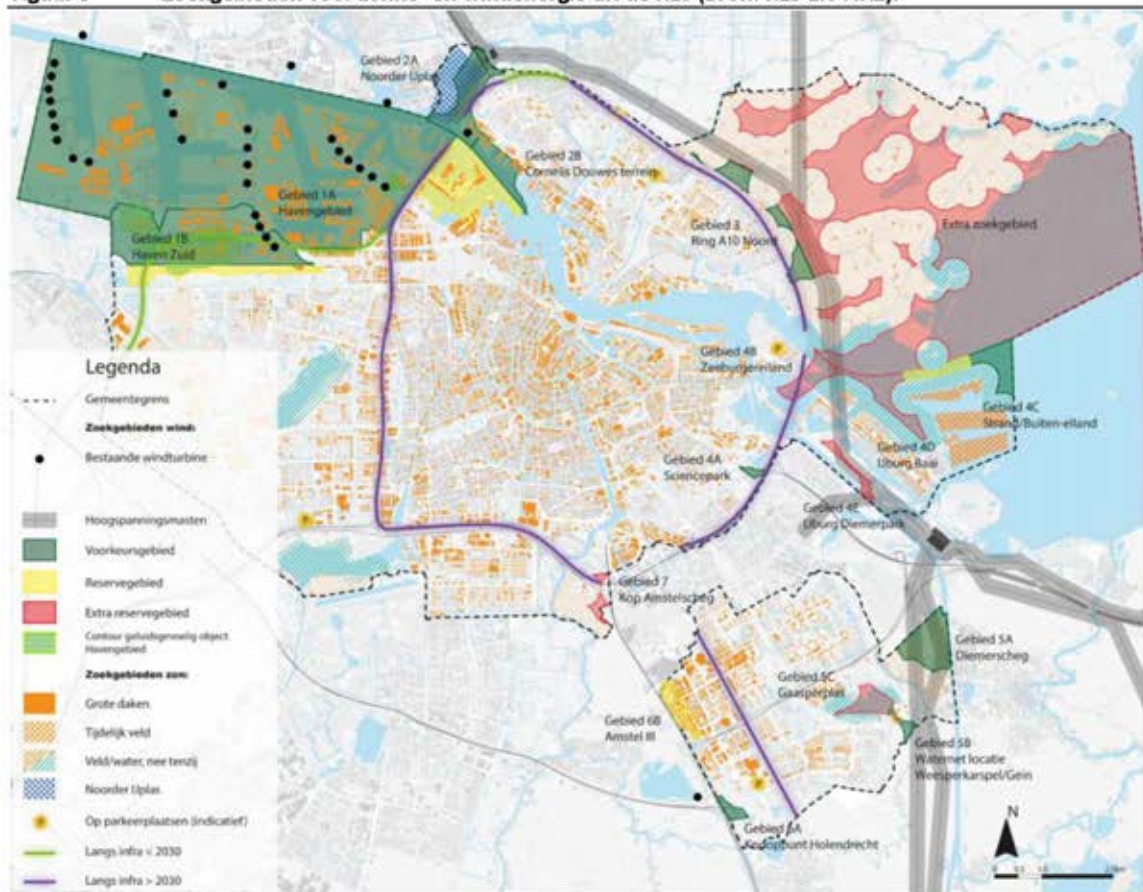 Gebied 2A
Noorder IJplas
Gebied 2B
Cornelis Douwes terrein
Gebied 1A
Havengebied
Gebied 1B
Haven Zuid
Gebied 3
Ring A10 Noord
Extra zoekgebied
Gebied 4B
Zeeburgereiland
Gebied 4C
Strand/Buiten-eiland
Gebied 4D
IJburg Baai
Gebied 4A
Sciencepark
Gebied 4E
IJburg Diemerpark
Gebied 7
Kop Amstelscheg
Gebied 5A
Diemerscheg
Gebied 5C
Gaasperplas
Gebied 6B
Amstel III
Gebied 5B
Waternet locatie
Weesperkarspel/Gein
Gebied 6A
Knooppunt Holendrecht
N
Legenda
Gemeentegrens
Zoekgebieden wind:
Bestaande windturbine
Hoogspanningsmasten
Voorkeursgebied
Reservegebied
Extra reservegebied
Contour geluidsgevoelig object
Havengebied
Zoekgebieden zon:
Grote daken
Tijdelijk veld
Veld/water, nee tenzij
Noorder IJplas
Op parkeerplaatsen (indicatief)
Langs infra < 2030
Langs infra > 2030